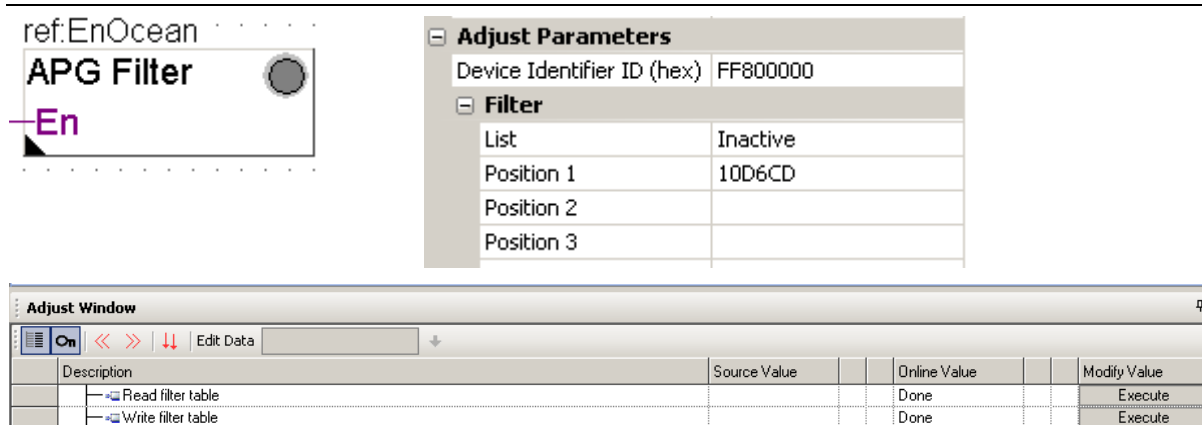 ref:EnOcean
APG Filter
En
Adjust Parameters
Device Identifier ID (hex) FF800000
Filter
List Inactive
Position 1 10D6CD
Position 2
Position 3
Adjust Window
On Edit Data
Description Source Value Online Value Modify Value
Read filter table Done Execute
Write filter table Done Execute